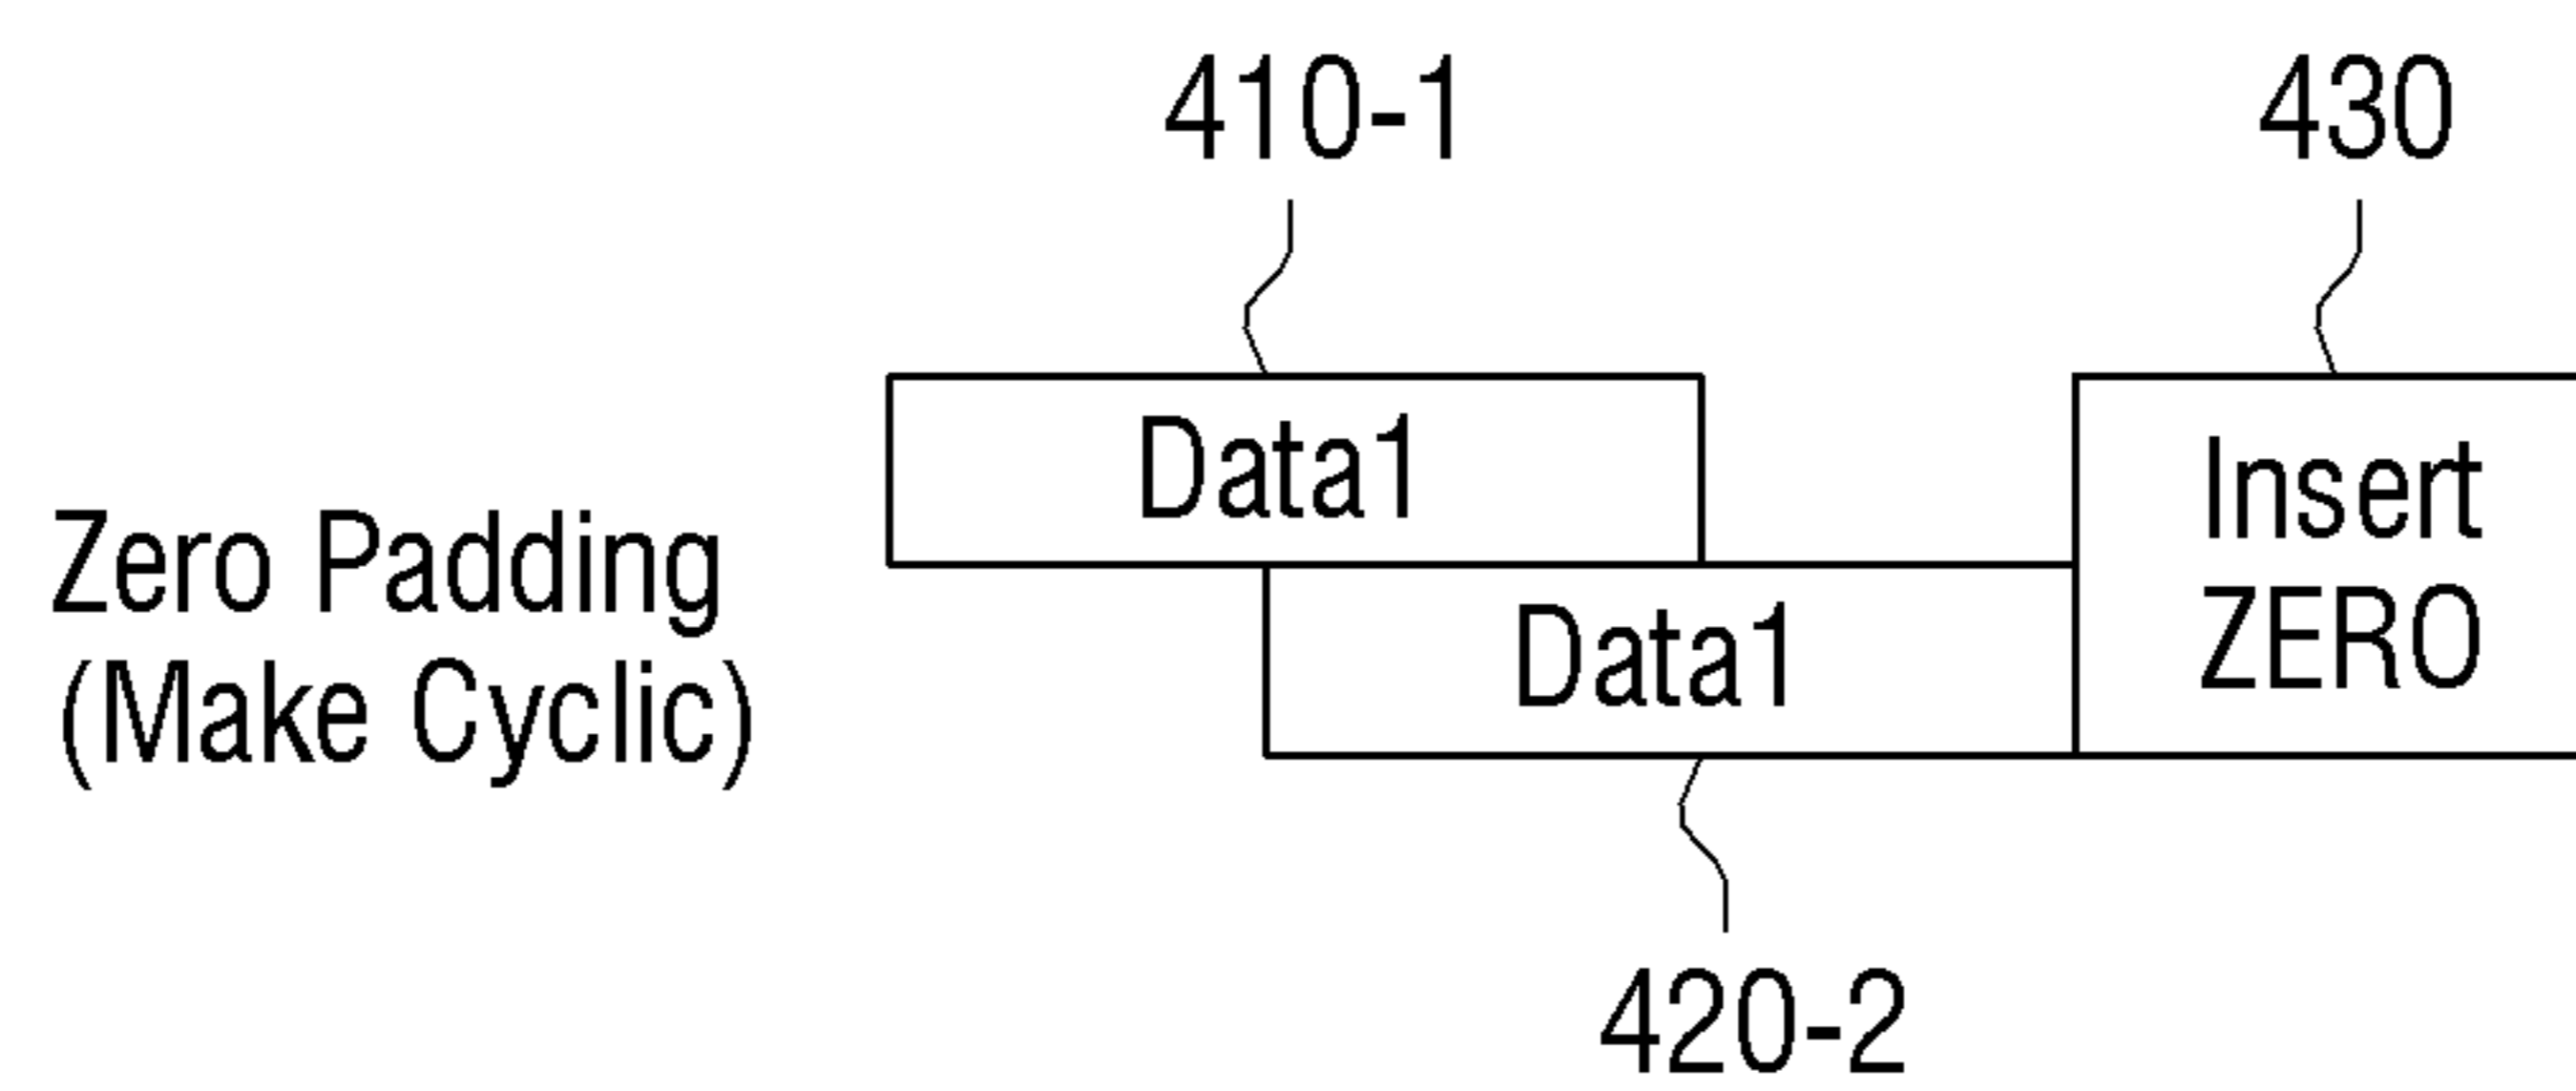 410-1
430
Data1
Insert
ZERO
Zero Padding
(Make Cyclic)
Data1
420-2